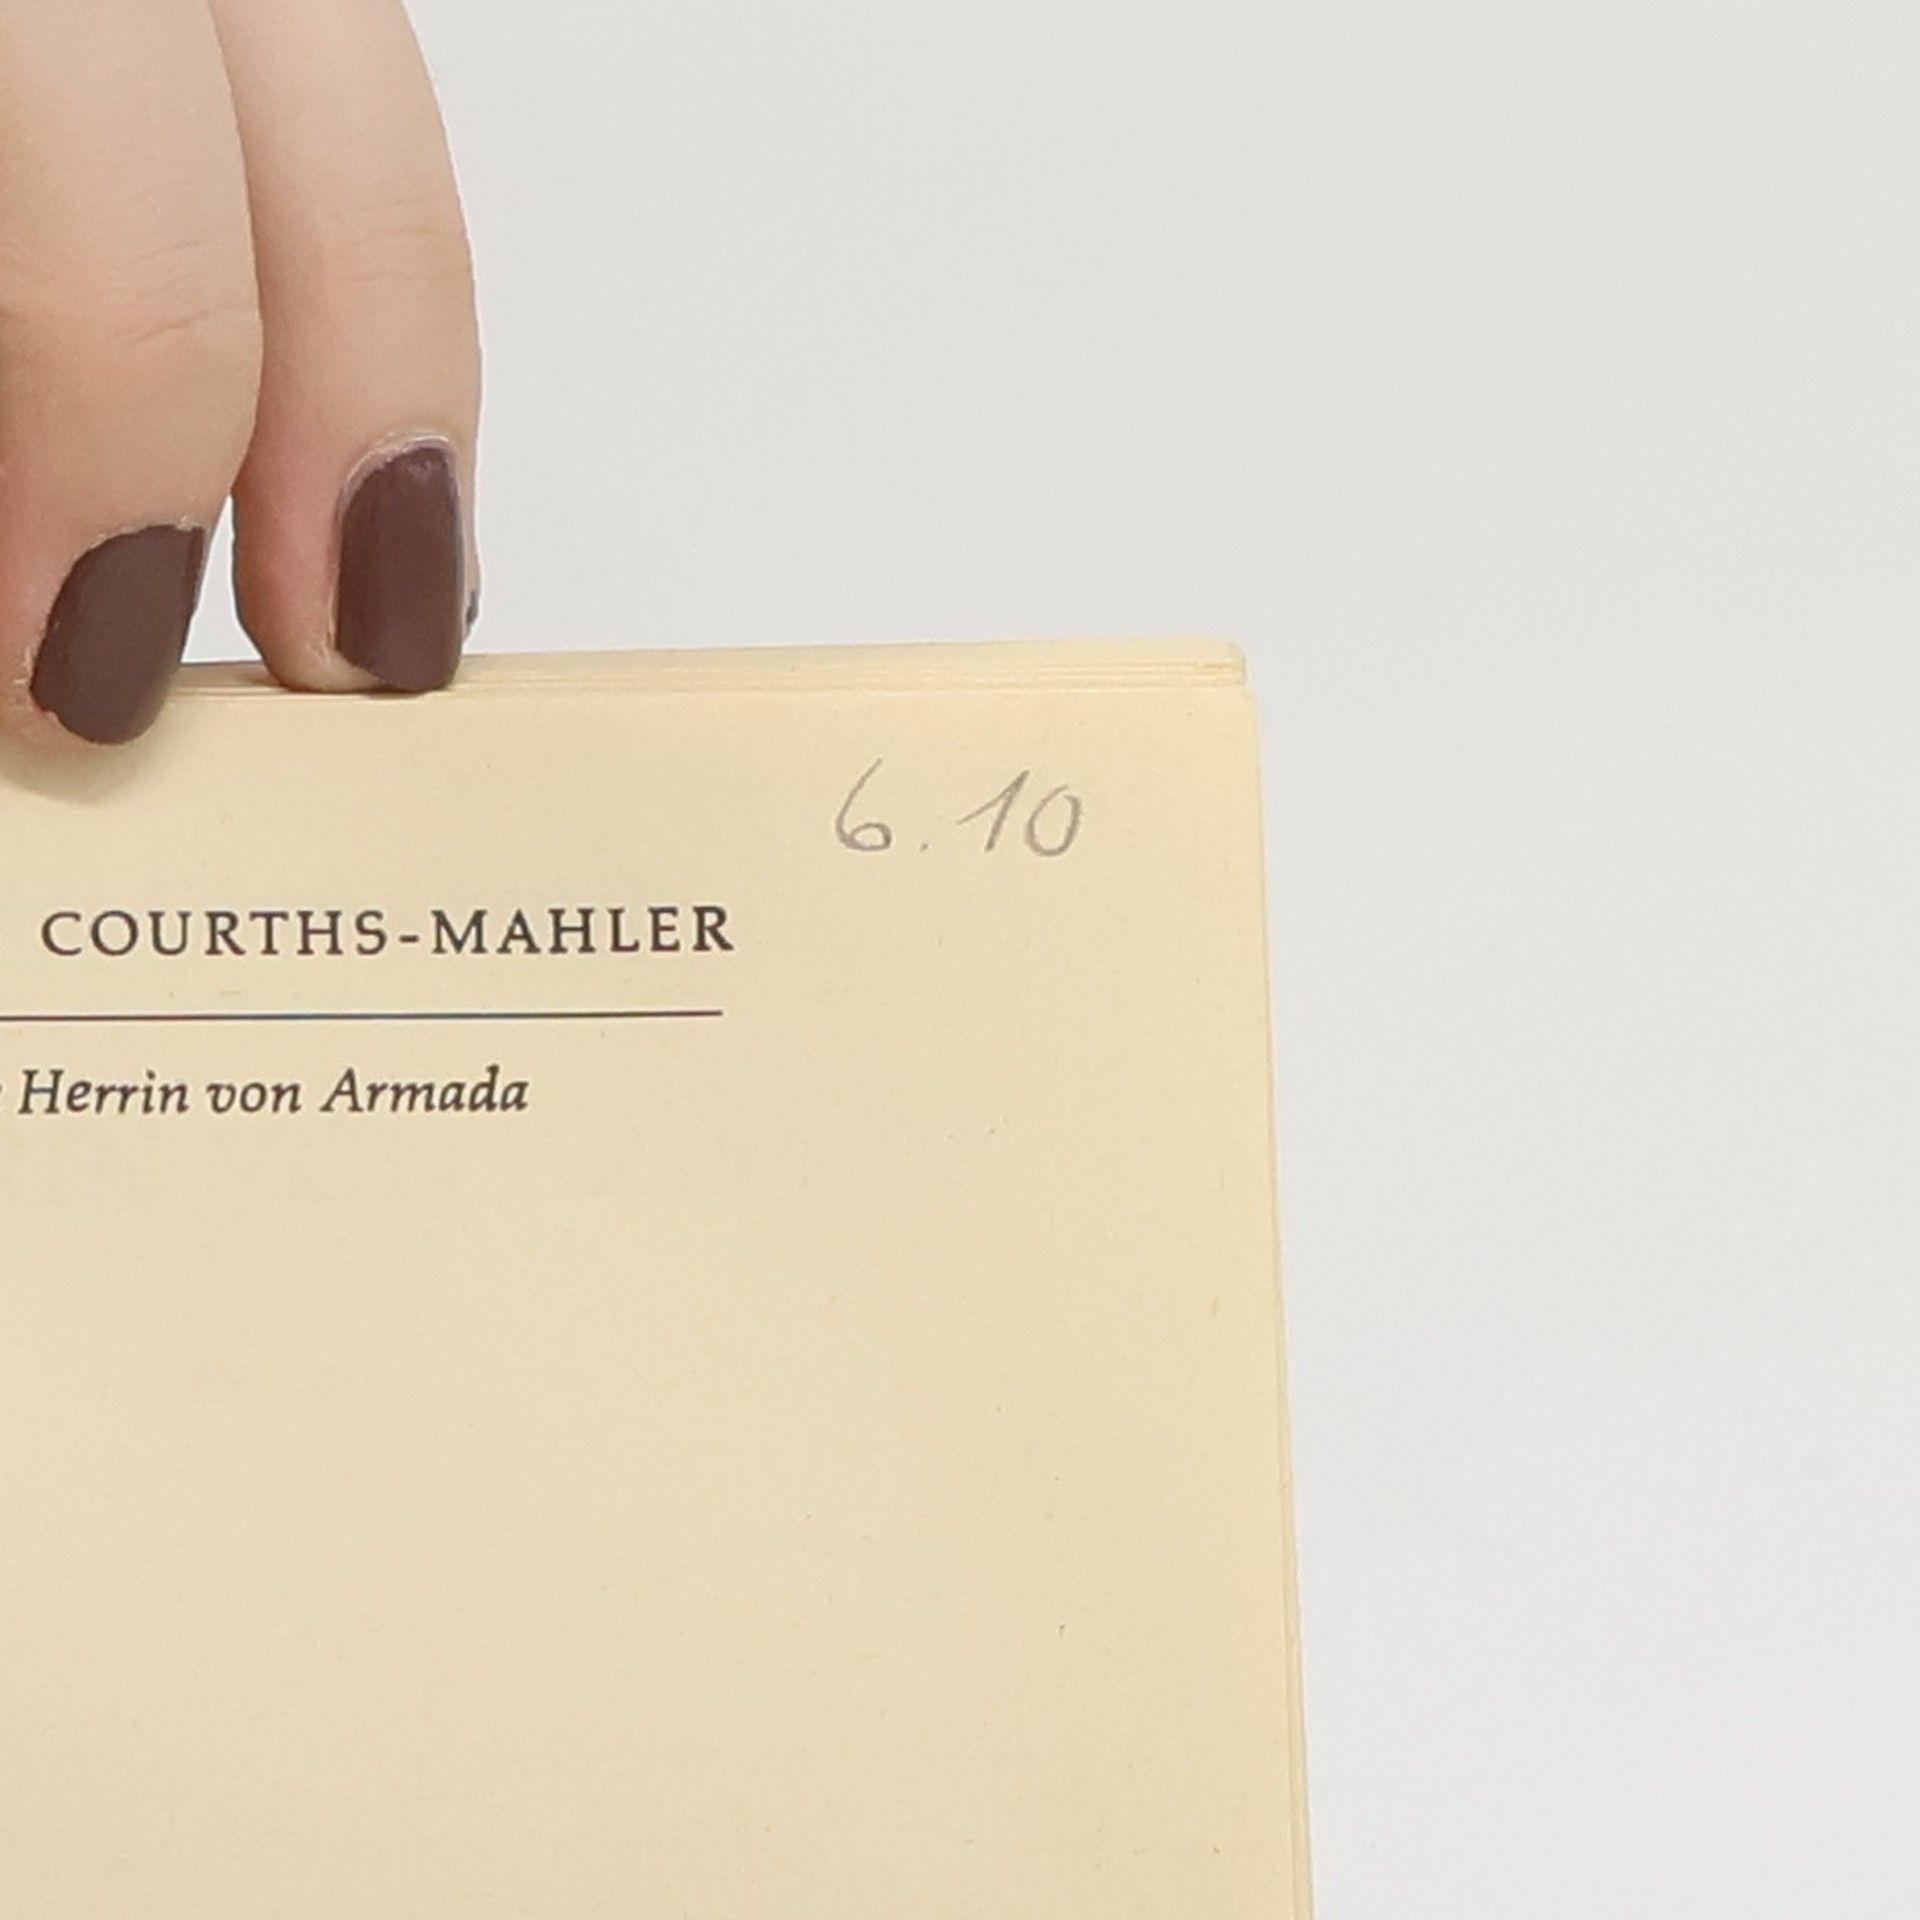 6.10
COURTHS-MAHLER
Herrin von Armada